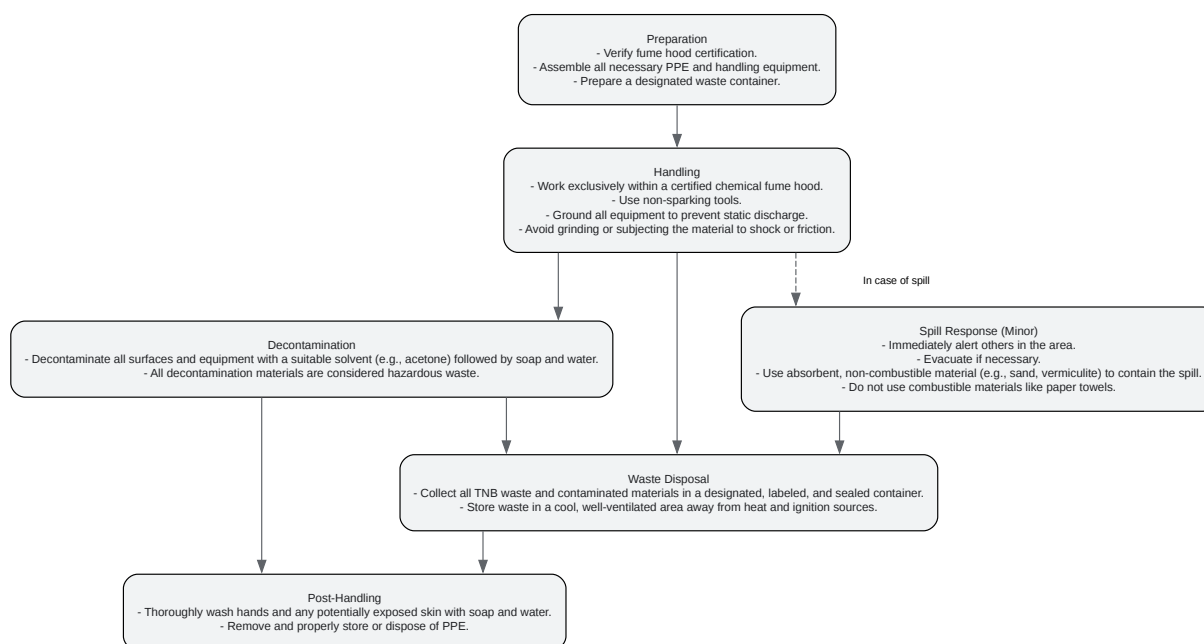 Preparation
- Verify fume hood certification.
- Assemble all necessary PPE and handling equipment.
- Prepare a designated waste container.
Handling
- Work exclusively within a certified chemical fume hood.
- Use non-sparking tools.
- Ground all equipment to prevent static discharge.
- Avoid grinding or subjecting the material to shock or friction.
In case of spill
Decontamination
- Decontaminate all surfaces and equipment with a suitable solvent (e.g., acetone) followed by soap and water.
- All decontamination materials are considered hazardous waste.
Spill Response (Minor)
- Immediately alert others in the area.
- Evacuate if necessary.
- Use absorbent, non-combustible material (e.g., sand, vermiculite) to contain the spill.
- Do not use combustible materials like paper towels.
Waste Disposal
- Collect all TNB waste and contaminated materials in a designated, labeled, and sealed container.
- Store waste in a cool, well-ventilated area away from heat and ignition sources.
Post-Handling
- Thoroughly wash hands and any potentially exposed skin with soap and water.
- Remove and properly store or dispose of PPE.